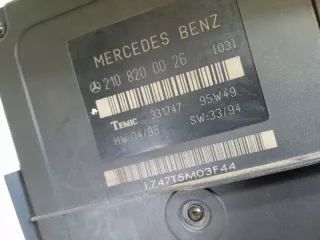 MERCEDES BENZ
210 820 00 26 [03]
TEMIC 331747 95W49
HW:04/95 SW:33/94
174715M03F44